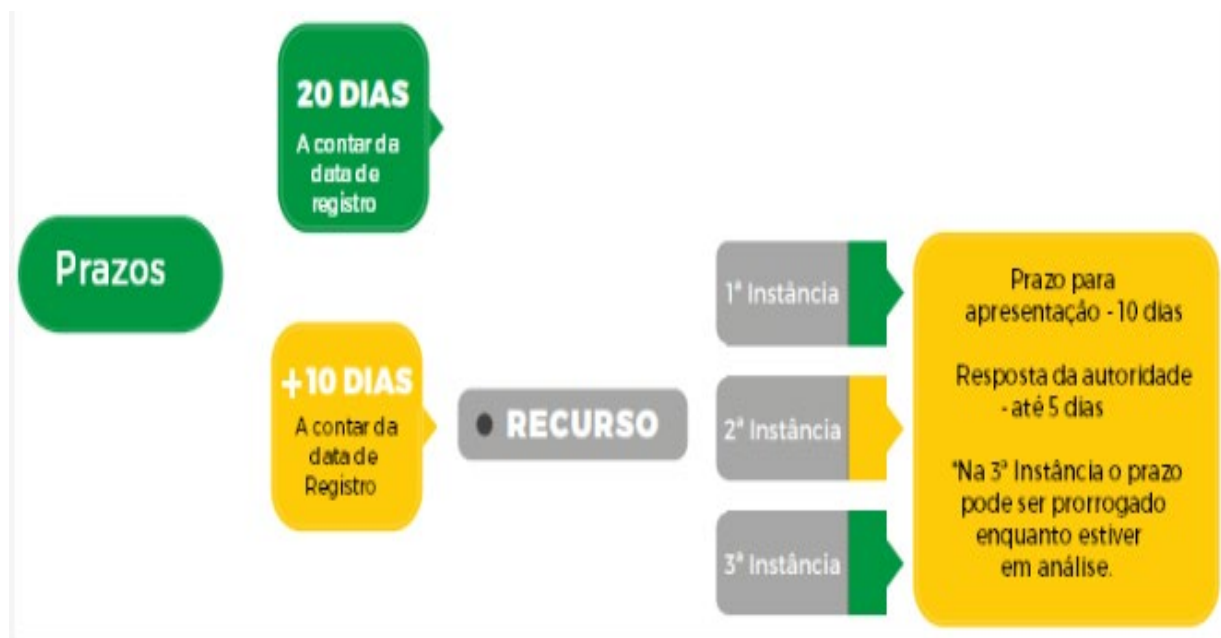 Prazos
20 DIAS
A contar da
data de
registro
+10 DIAS
A contar da
data de
Registro
• RECURSO
1ª Instância
2ª Instância
3ª Instância
Prazo para
apresentação - 10 dias
Resposta da autoridade
- até 5 dias
*Na 3ª Instância o prazo
pode ser prorrogado
enquanto estiver
em análise.